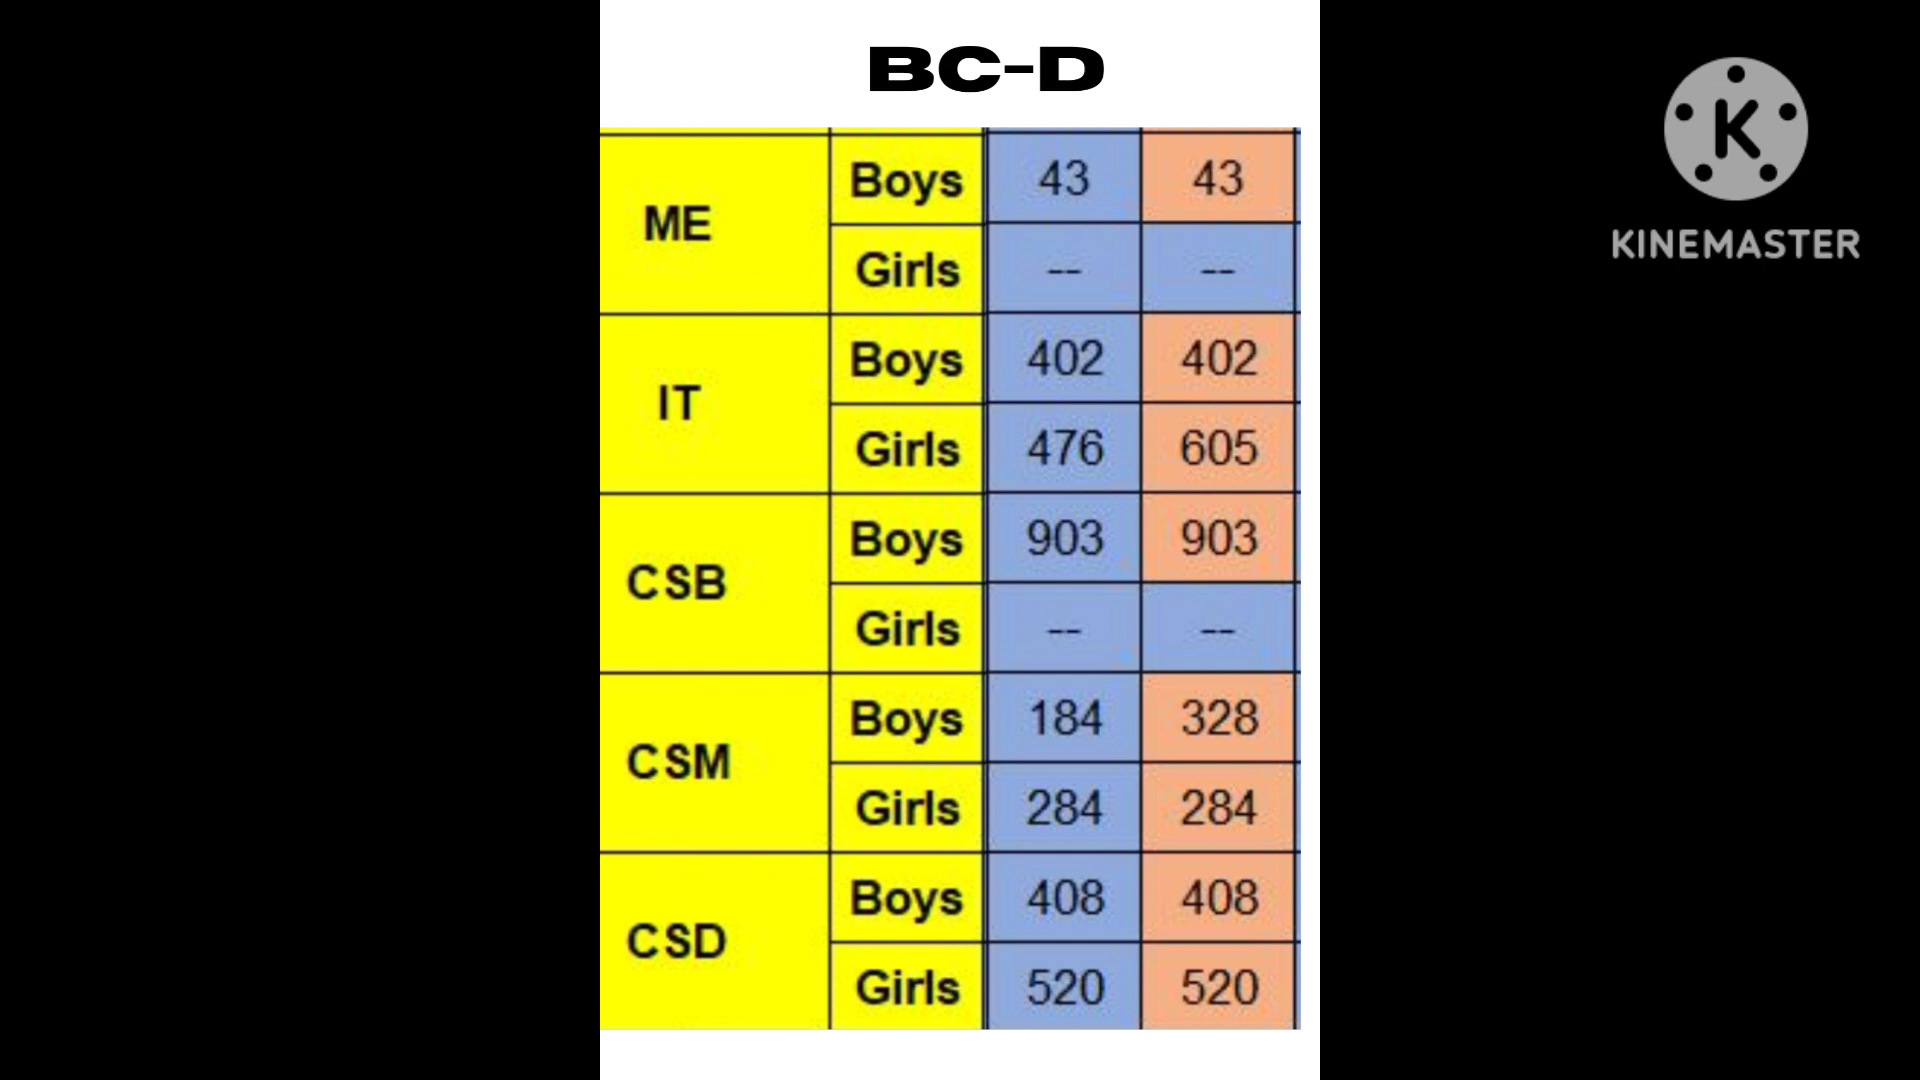 BC-D
ME Boys 43 43
Girls -- --
IT Boys 402 402
Girls 476 605
CSB Boys 903 903
Girls -- --
CSM Boys 184 328
Girls 284 284
CSD Boys 408 408
Girls 520 520
K
KINEMASTER